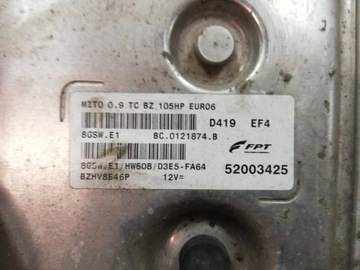 MITO 0.9 TC BZ 105HP EURO6
D419 EF4
8GSW.E1 BC.0121874.B
FPT
8GSW.E1/HW608/D3E5-FA64
52003425
BZHV8E46P 12V=